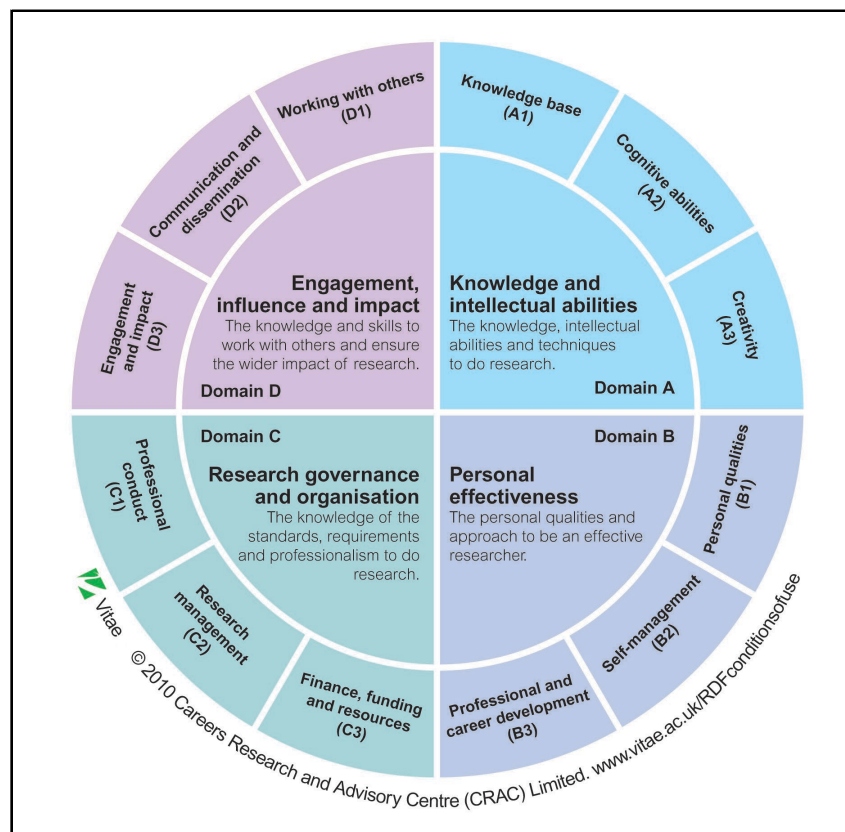 Working with others
(D1)
Knowledge base
(A1)
Communication and
dissemination
(D2)
Cognitive abilities
(A2)
Engagement
and impact
(D3)
Creativity
(A3)
Engagement,
influence and impact
The knowledge and skills to
work with others and ensure
the wider impact of research.
Domain D
Knowledge and
intellectual abilities
The knowledge, intellectual
abilities and techniques
to do research.
Domain A
Domain C
Research governance
and organisation
The knowledge of the
standards, requirements
and professionalism to do
research.
Domain B
Personal
effectiveness
The personal qualities and
approach to be an effective
researcher.
Professional
conduct
(C1)
Personal qualities
(B1)
Research
management
(C2)
Self-management
(B2)
Finance, funding
and resources
(C3)
Professional and
career development
(B3)
Vitae © 2010 Careers Research and Advisory Centre (CRAC) Limited. www.vitae.ac.uk/RDFconditionsofuse